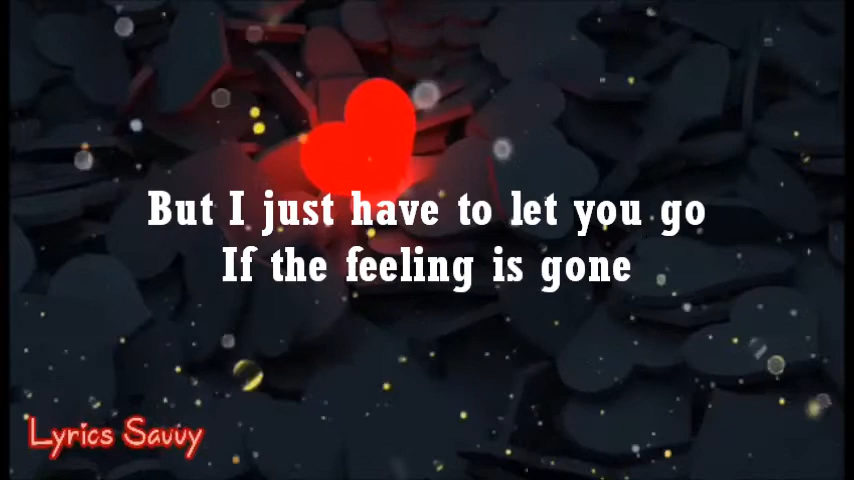 But I just have to let you go
If the feeling is gone
Lyrics Savvy